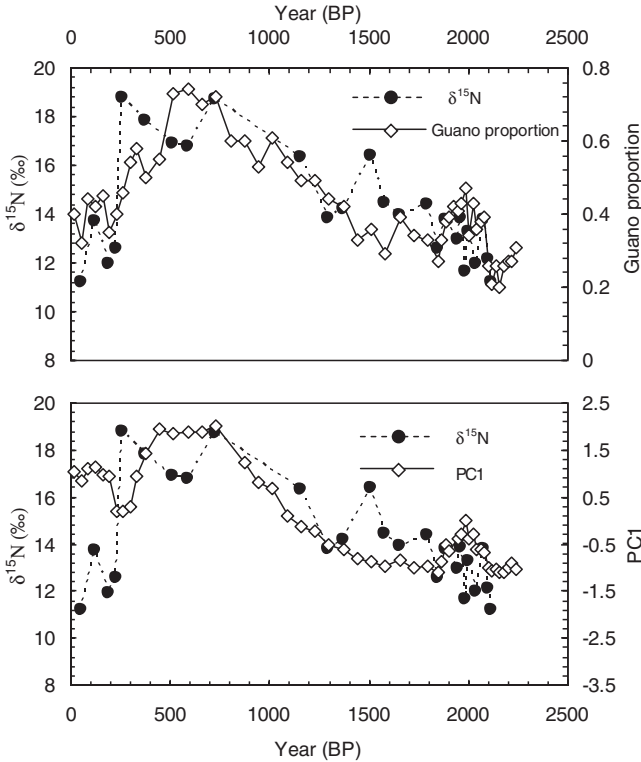 Year (BP)
0 500 1000 1500 2000 2500
20 0.8
18
16 0.6
14 0.4
12 0.2
10
8 0
δ15N (‰)
Guano proportion
δ15N
Guano proportion
20 2.5
18 1.5
16 0.5
14 -0.5
12 -1.5
10 -2.5
8 -3.5
δ15N (‰)
PC1
δ15N
PC1
0 500 1000 1500 2000 2500
Year (BP)